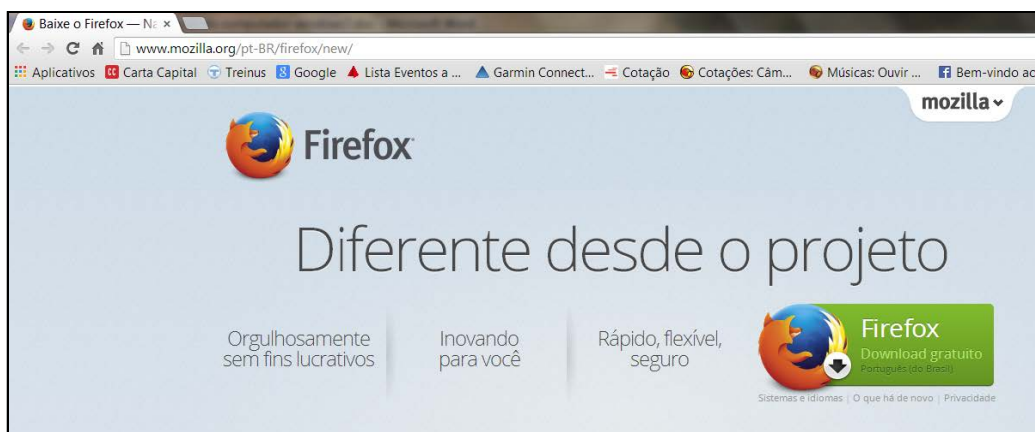 Baixe o Firefox — Na
www.mozilla.org/pt-BR/firefox/new/
Aplicativos Carta Capital Treinus Google Lista Eventos a ... Garmin Connect... Cotação Cotações: Câm... Músicas: Ouvir ... Bem-vindo ao
mozilla
Firefox
Diferente desde o projeto
Orgulhosamente
sem fins lucrativos
Inovando
para você
Rápido, flexível,
seguro
Firefox
Download gratuito
Português (do Brasil)
Sistemas e idiomas | O que há de novo | Privacidade